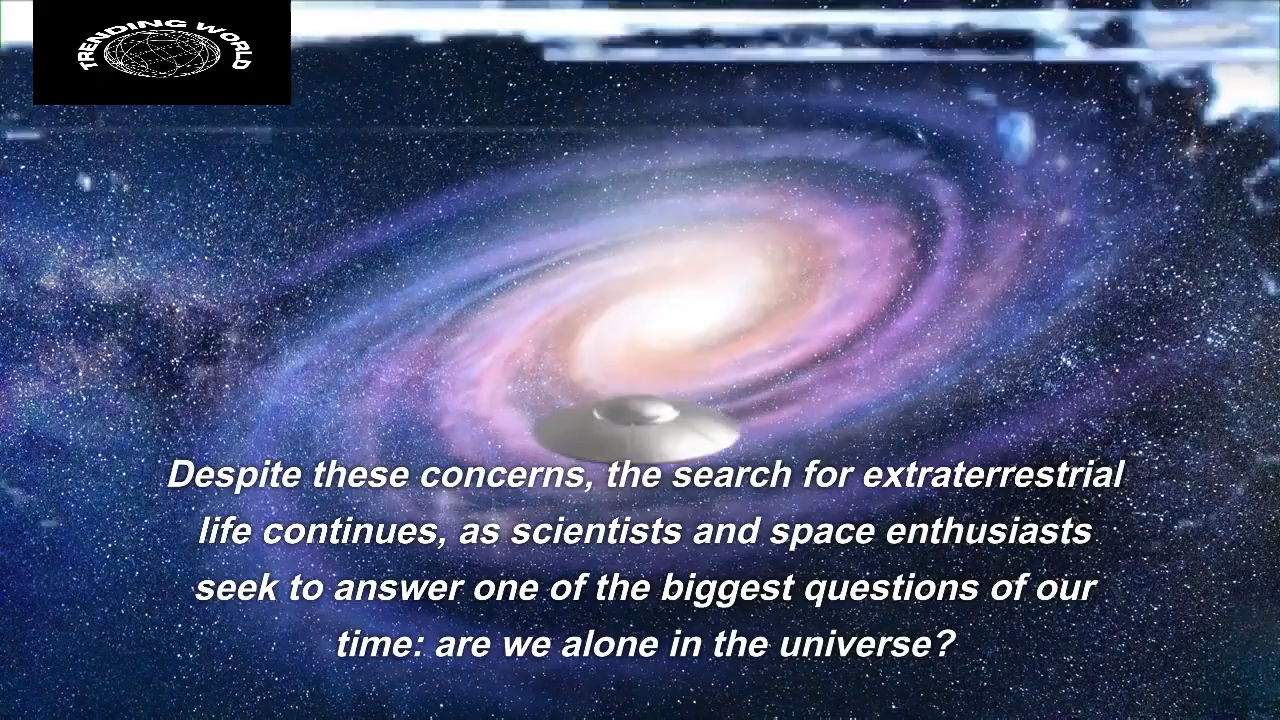 TRENDING WORLD
Despite these concerns, the search for extraterrestrial
life continues, as scientists and space enthusiasts
seek to answer one of the biggest questions of our
time: are we alone in the universe?